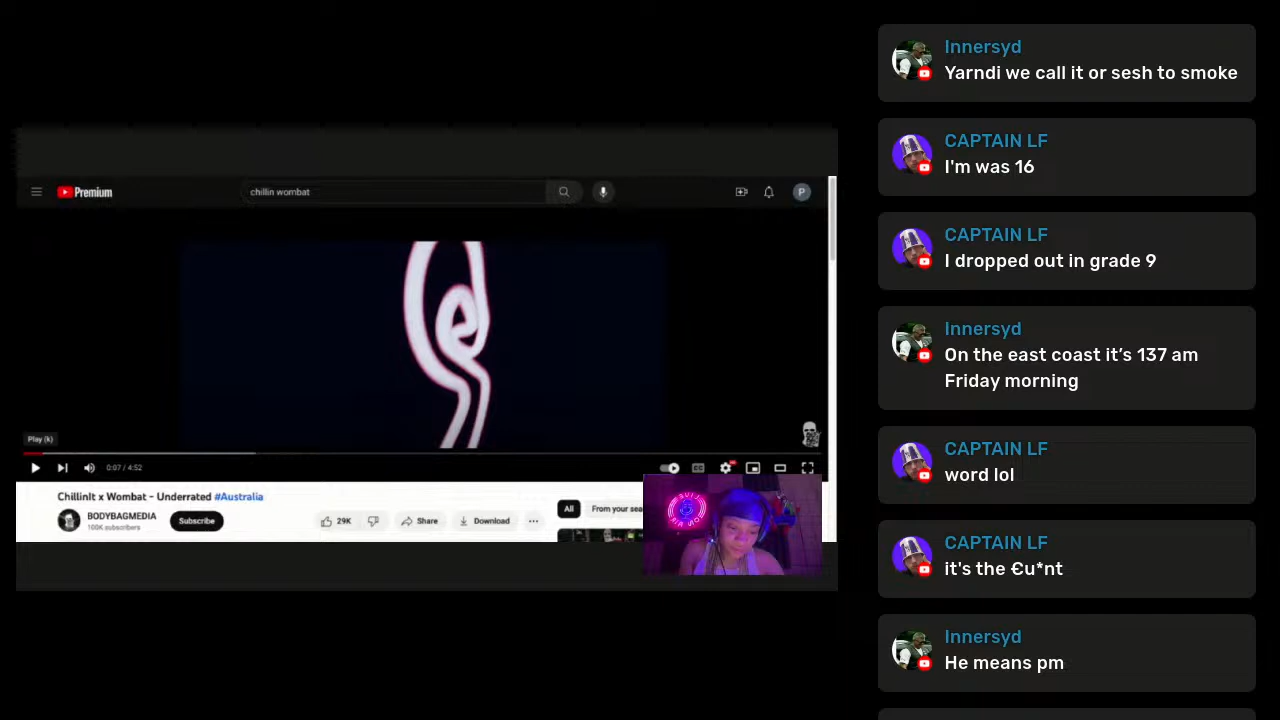 Premium
chillin wombat
P
Play (k)
0:07 / 4:52
ChillinIt x Wombat - Underrated #Australia
BODYBAGMEDIA
100K subscribers
Subscribe
29K
Share
Download
All
From your sea
Innersyd
Yarndi we call it or sesh to smoke
CAPTAIN LF
I'm was 16
CAPTAIN LF
I dropped out in grade 9
Innersyd
On the east coast it's 137 am
Friday morning
CAPTAIN LF
word lol
CAPTAIN LF
it's the €u*nt
Innersyd
He means pm